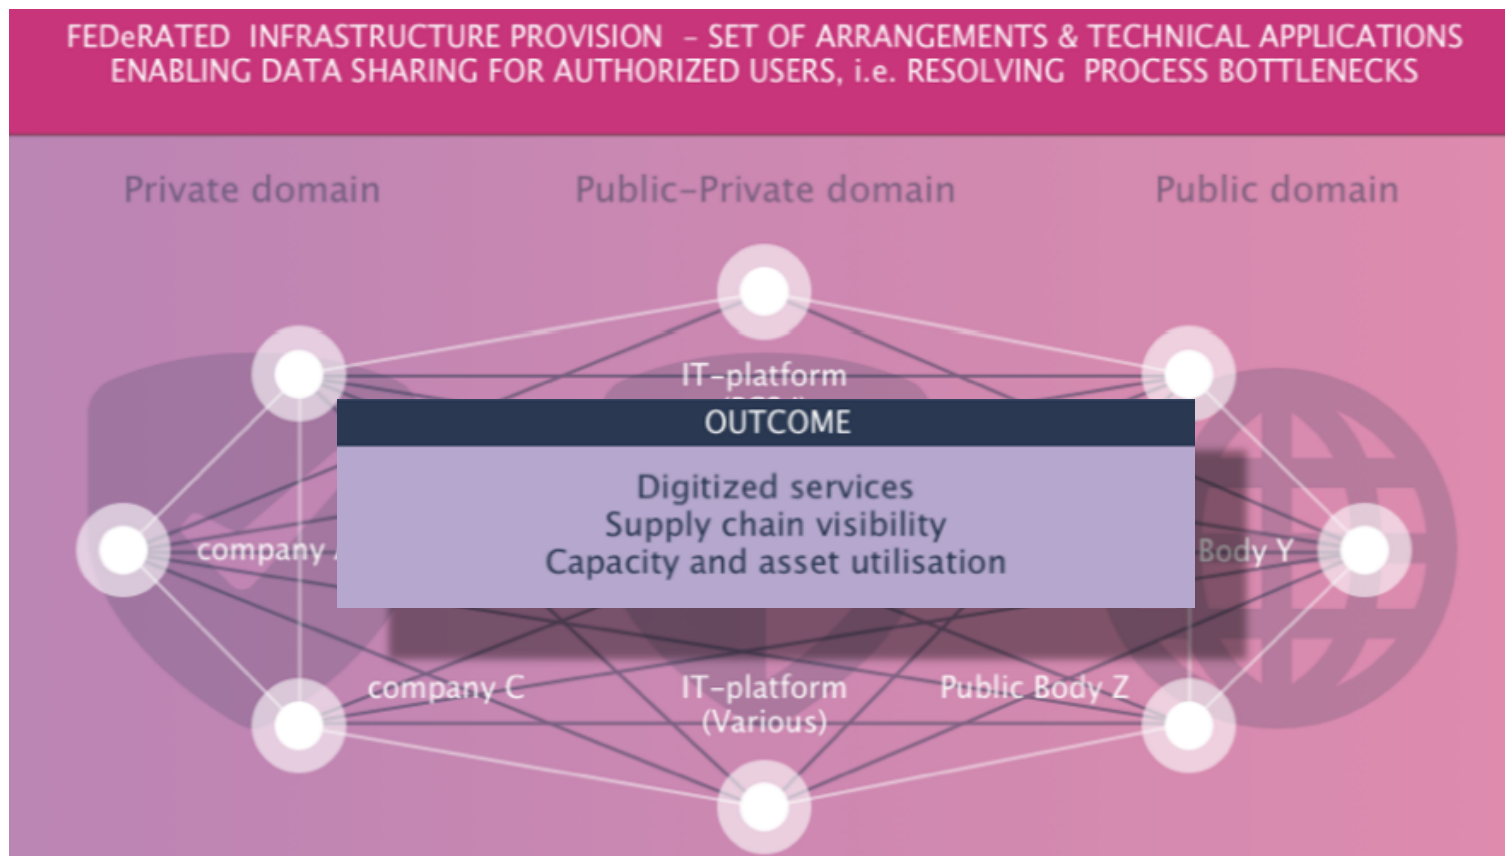 FEDeRATED INFRASTRUCTURE PROVISION – SET OF ARRANGEMENTS & TECHNICAL APPLICATIONS
ENABLING DATA SHARING FOR AUTHORIZED USERS, i.e. RESOLVING PROCESS BOTTLENECKS
Private domain
Public–Private domain
Public domain
IT–platform
OUTCOME
Digitized services
Supply chain visibility
Capacity and asset utilisation
company
Body Y
company C
IT–platform
(Various)
Public Body Z